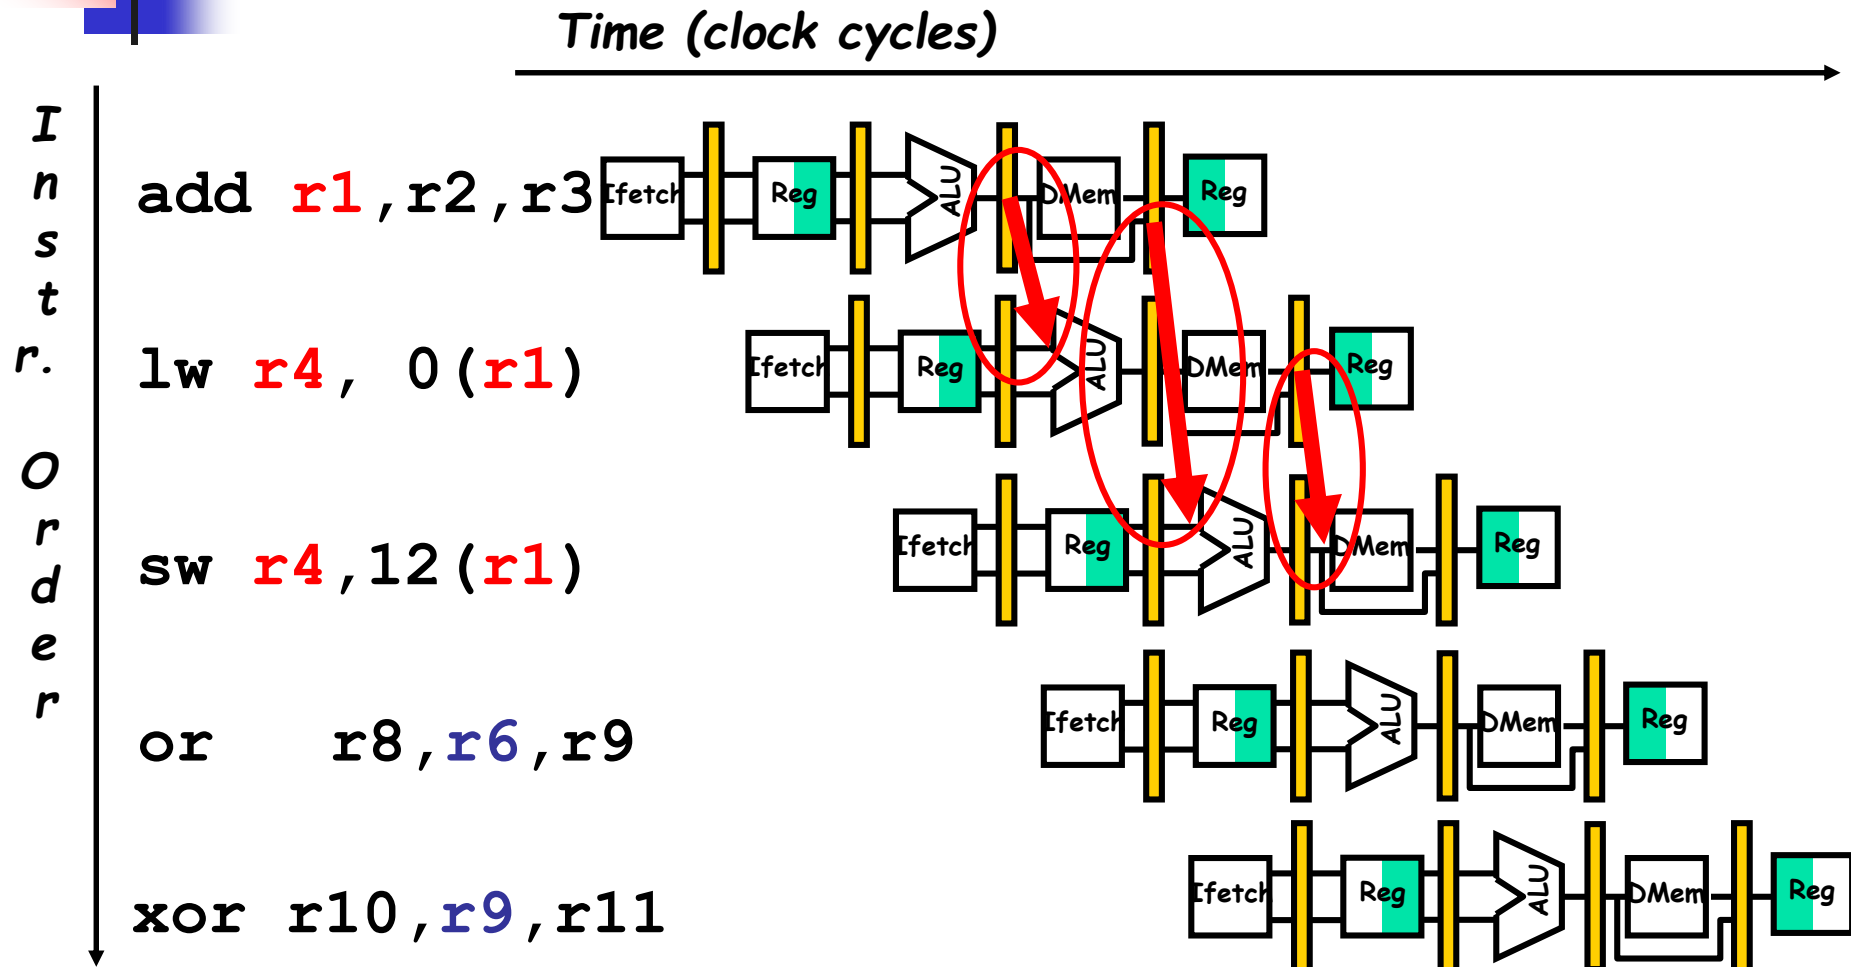 Time (clock cycles)
Instr. Order
add r1,r2,r3 Ifetch Reg ALU DMem Reg
lw r4, 0(r1) Ifetch Reg ALU DMem Reg
sw r4,12(r1) Ifetch Reg ALU DMem Reg
or r8,r6,r9 Ifetch Reg ALU DMem Reg
xor r10,r9,r11 Ifetch Reg ALU DMem Reg